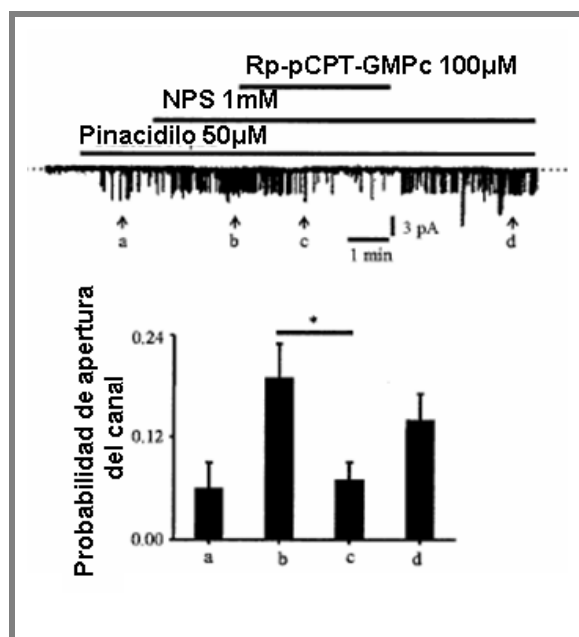 Rp-pCPT-GMPc 100µM
NPS 1mM
Pinacidilo 50µM
a
b
c
d
3 pA
1 min
*
Probabilidad de apertura
del canal
0.24
0.12
0.00
a
b
c
d